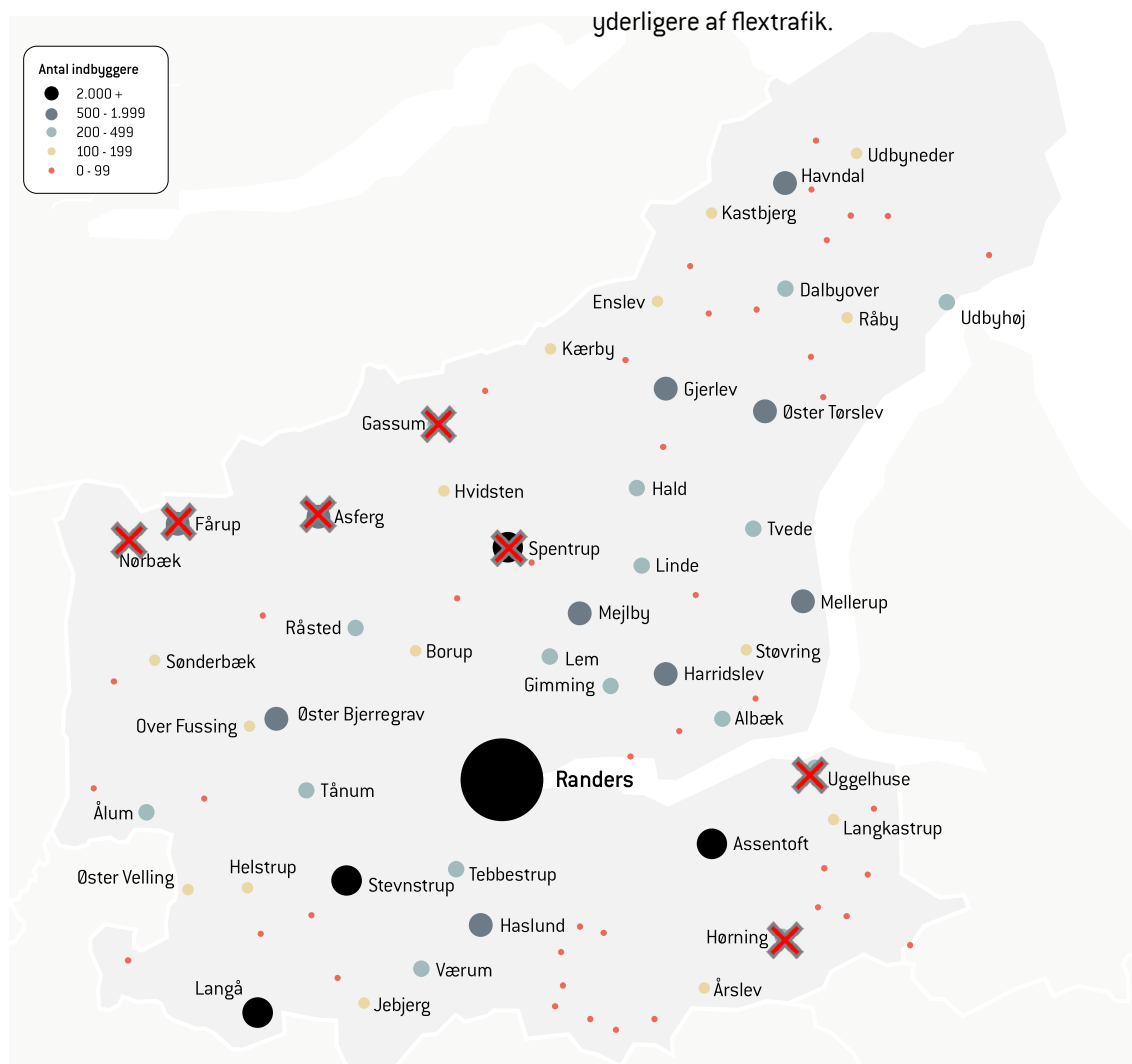 yderligere af flextrafik.
Antal indbyggere
2.000 +
500 - 1.999
200 - 499
100 - 199
0 - 99
Udbyneder
Havndal
Kastbjerg
Dalbyover
Enslev
Udbyhøj
Råby
Kærby
Gjerlev
Øster Tørslev
Gassum
Hvidsten
Hald
Asferg
Fårup
Tvede
Spentrup
Nørbæk
Linde
Mellerup
Mejlby
Råsted
Borup
Støvring
Lem
Sønderbæk
Harridslev
Gimming
Øster Bjerregrav
Albæk
Over Fussing
Randers
Uggelhuse
Tånum
Ålum
Langkastrup
Assentoft
Helstrup
Tebbestrup
Øster Velling
Stevnstrup
Haslund
Hørning
Værum
Langå
Årslev
Jebjerg